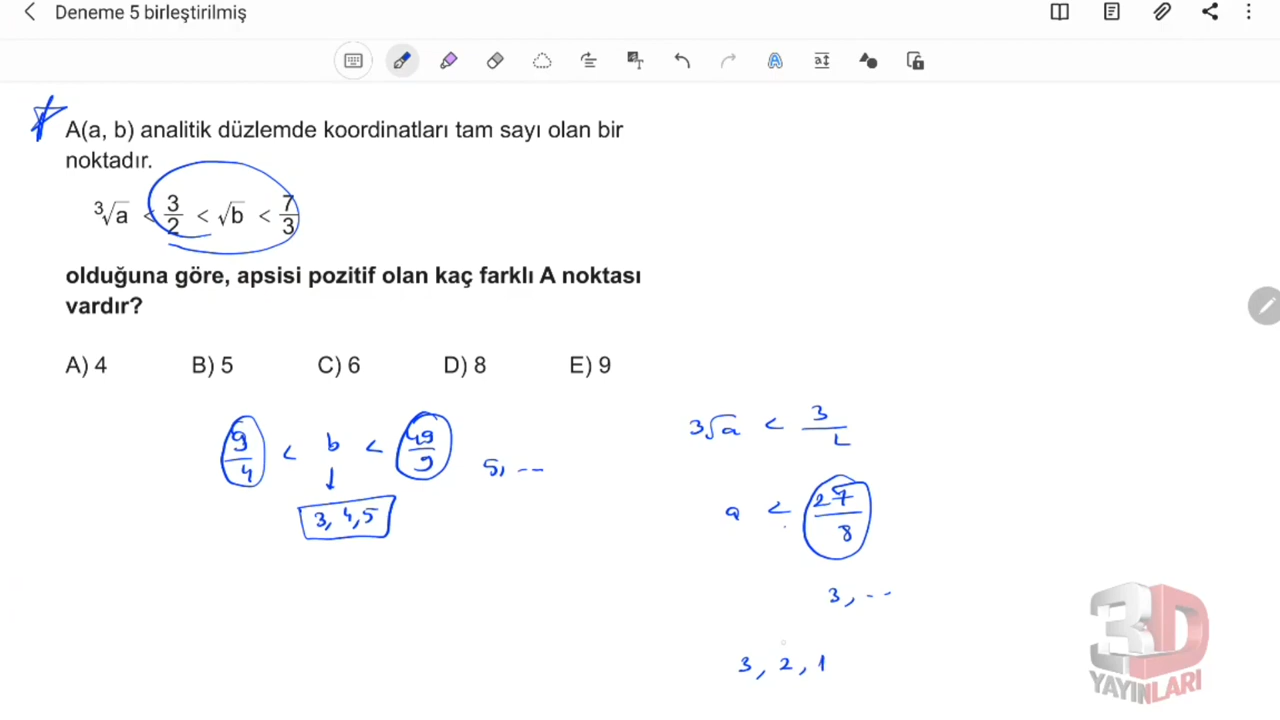 Deneme 5 birleştirilmiş
A(a, b) analitik düzlemde koordinatları tam sayı olan bir
noktadır.
∛a < 3/2 < √b < 7/3
olduğuna göre, apsisi pozitif olan kaç farklı A noktası
vardır?
A) 4 B) 5 C) 6 D) 8 E) 9
9/4 < b < 49/9 5, --
3, 4, 5
3√a < 3/2
a < 27/8
3, --
3, 2, 1
3D
YAYINLARI